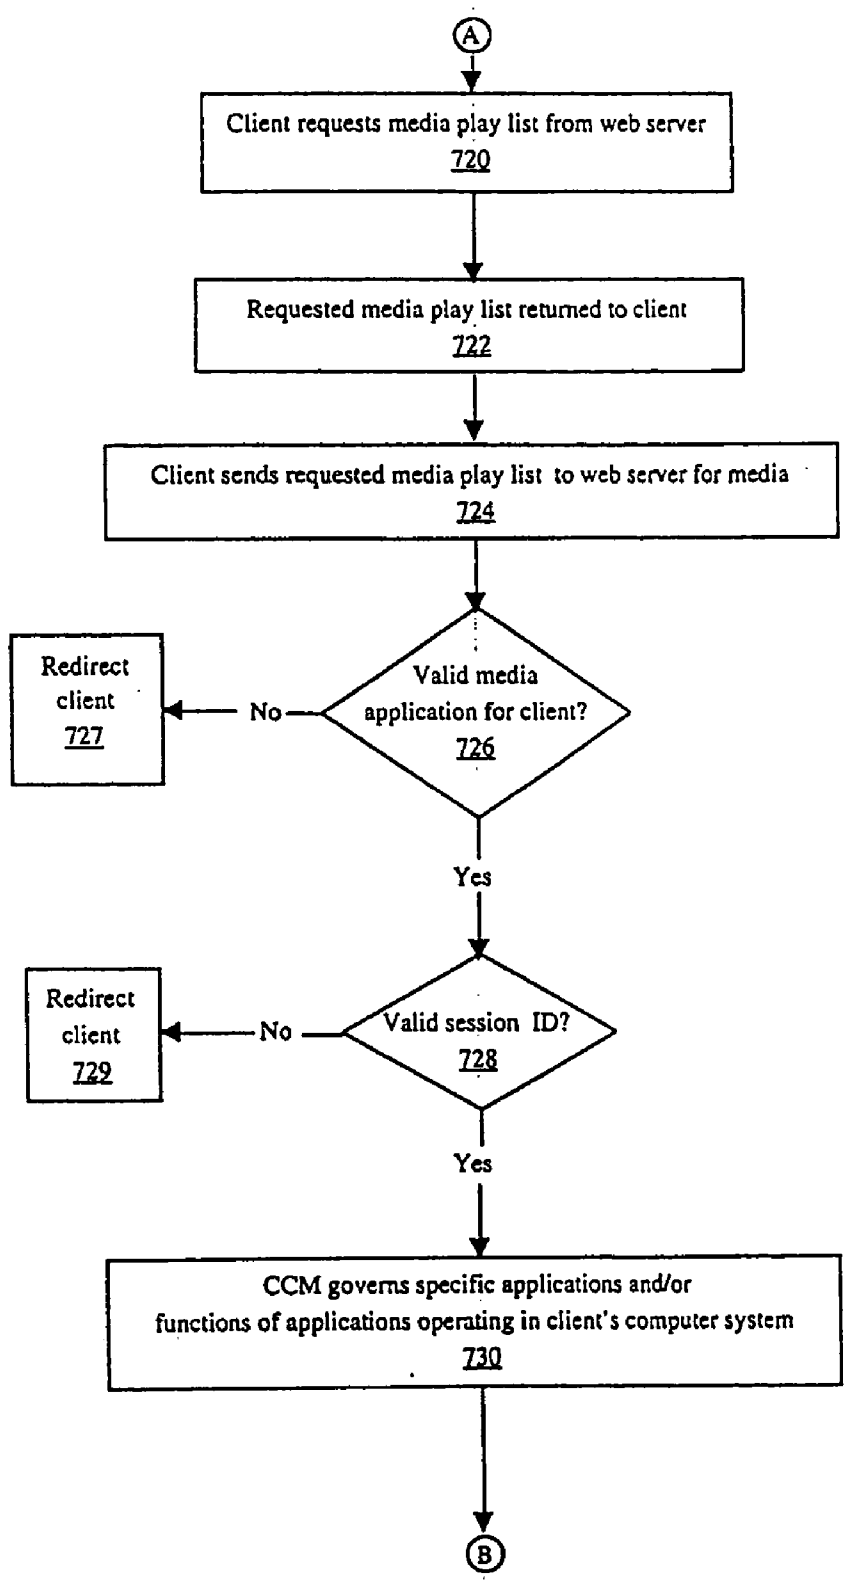 A
Client requests media play list from web server
720
Requested media play list returned to client
722
Client sends requested media play list to web server for media
724
Valid media
application for client?
726
No
Redirect
client
727
Yes
Valid session ID?
728
No
Redirect
client
729
Yes
CCM governs specific applications and/or
functions of applications operating in client's computer system
730
B